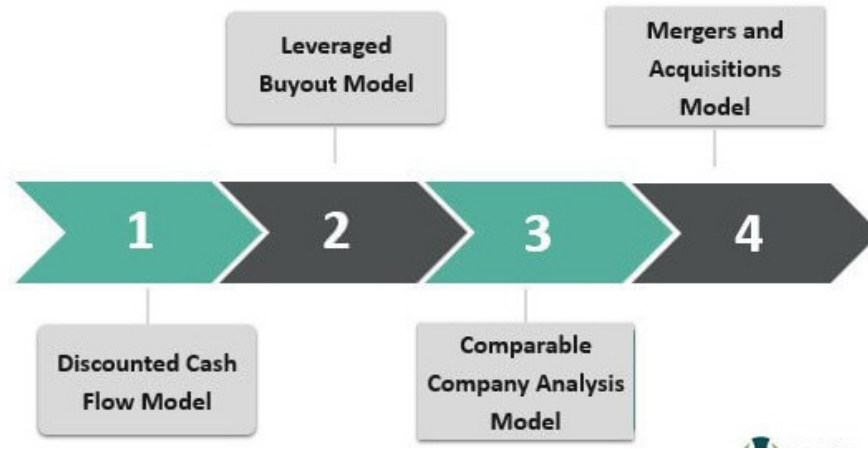 Leveraged
Buyout Model
Mergers and
Acquisitions
Model
1
2
3
4
Discounted Cash
Flow Model
Comparable
Company Analysis
Model